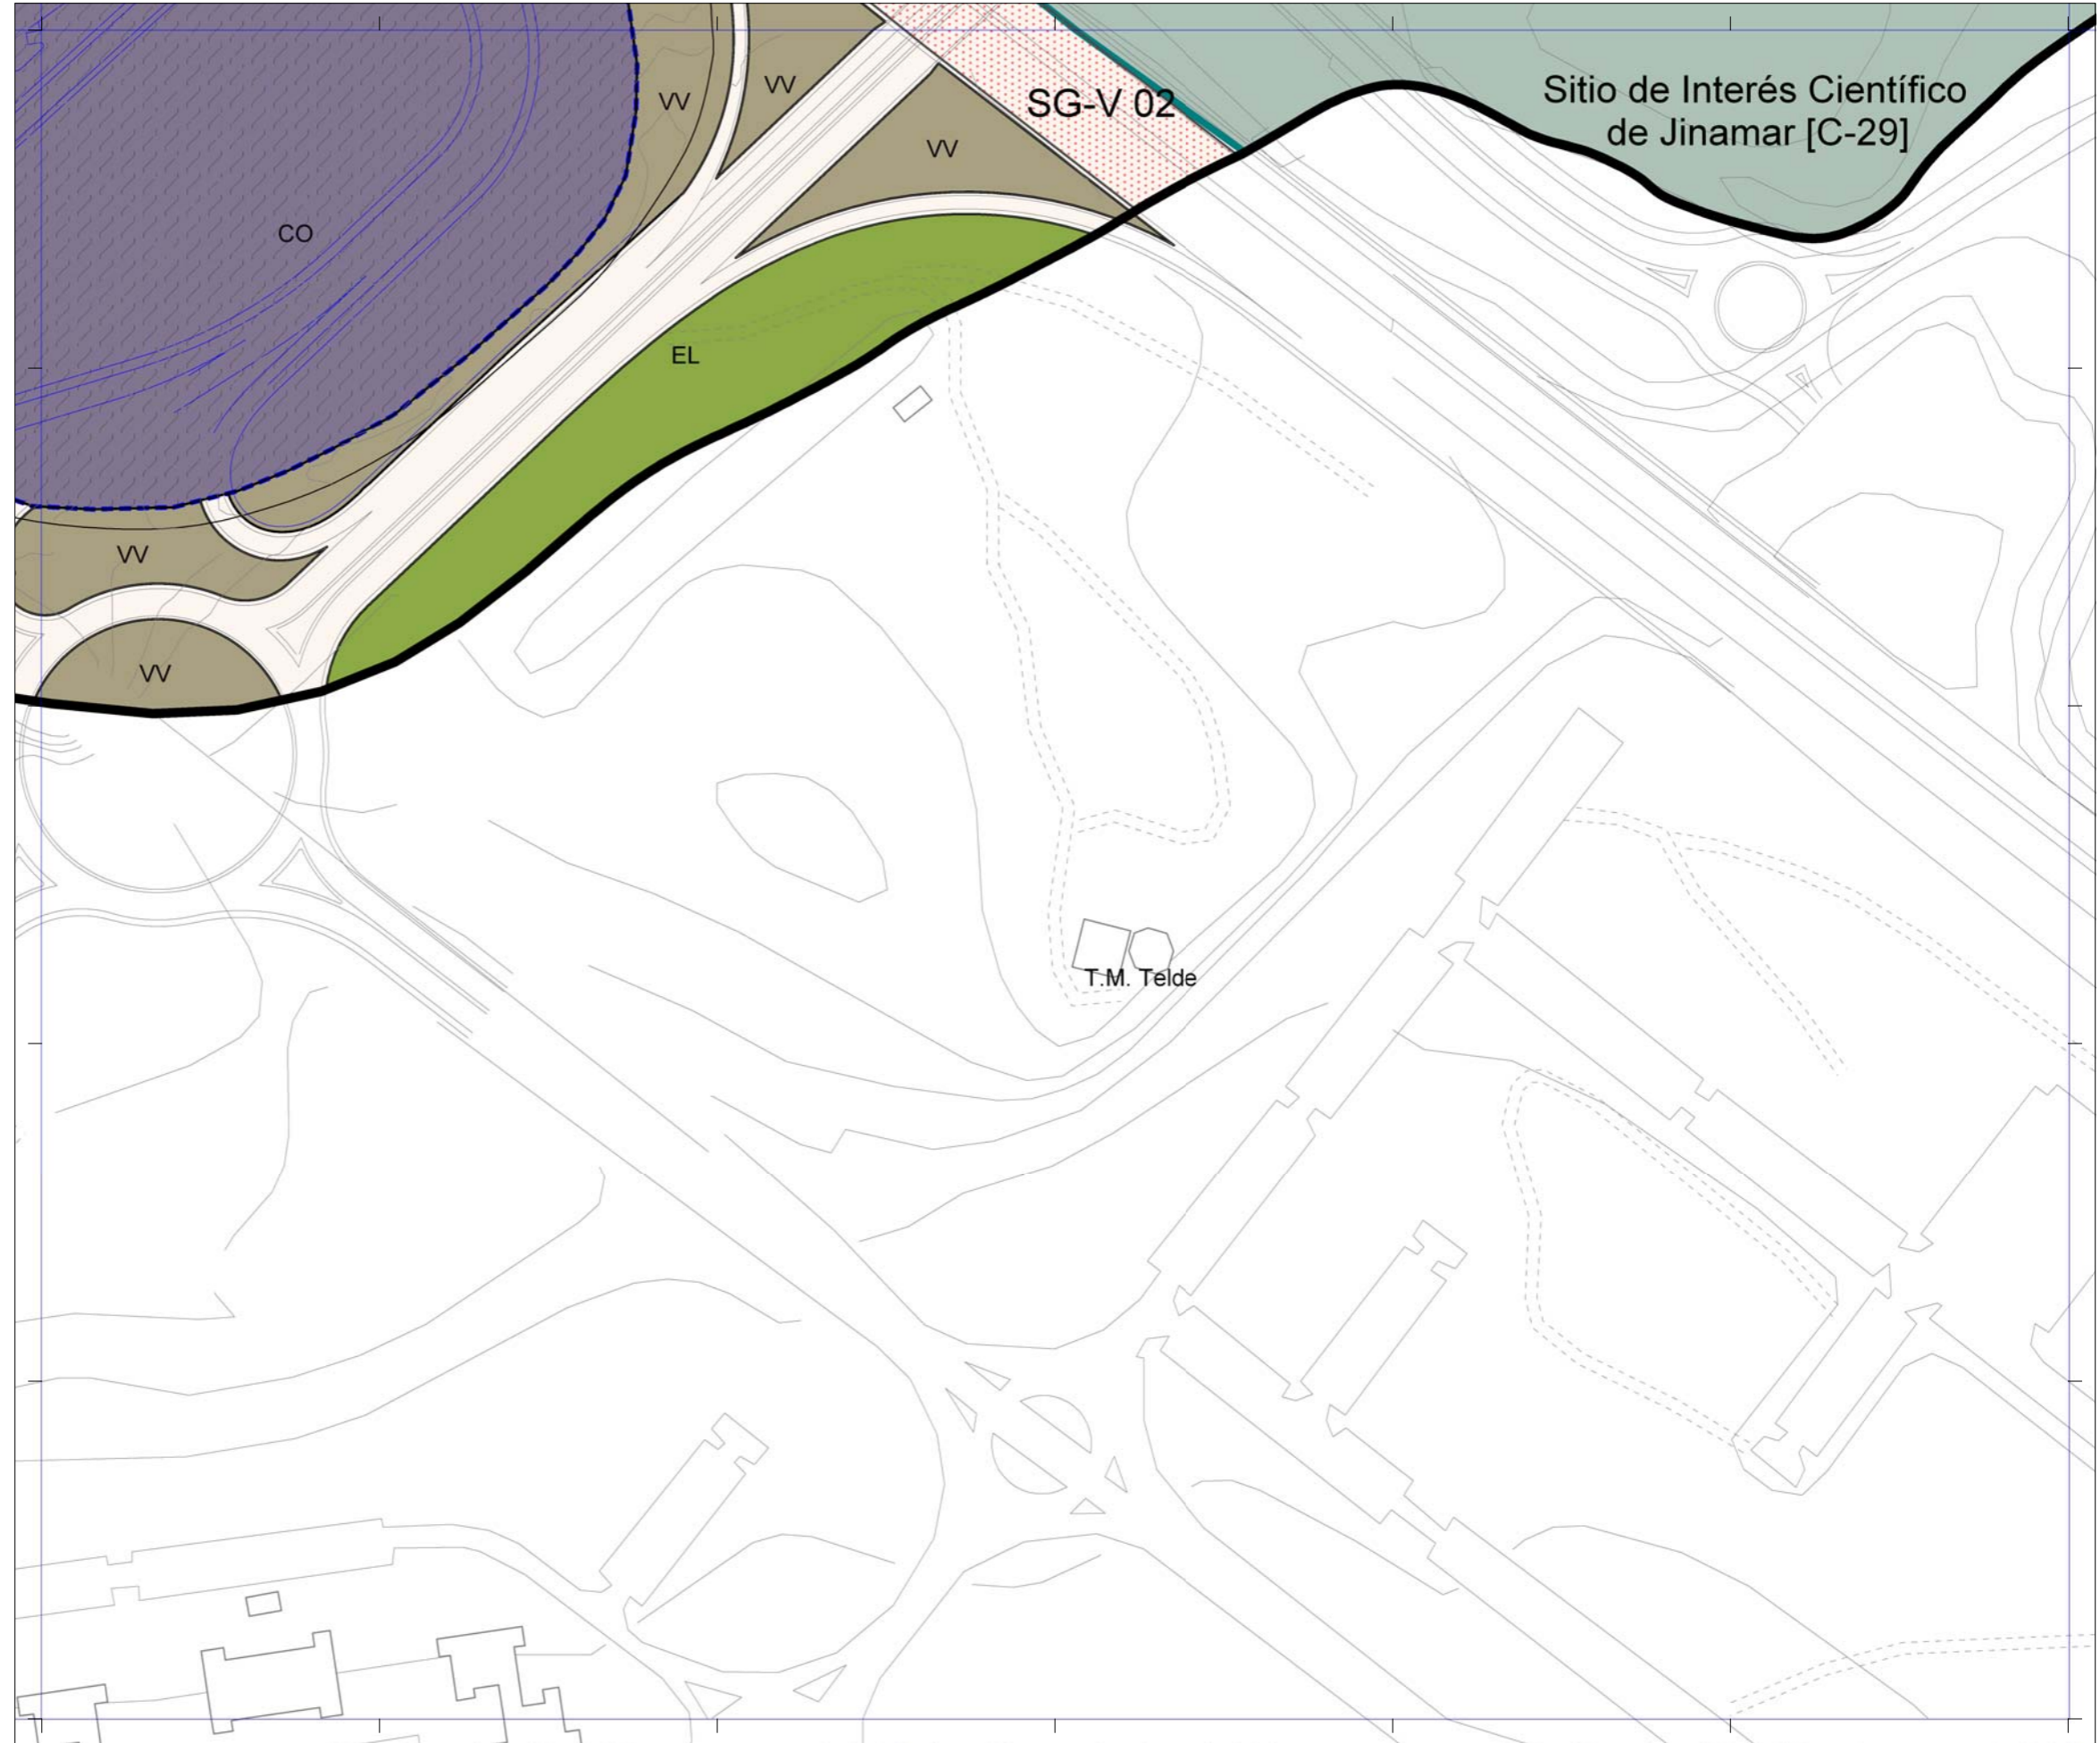 VV
VV
SG-V 02
Sitio de Interés Científico
de Jinamar [C-29]
VV
CO
EL
VV
VV
T.M. Telde